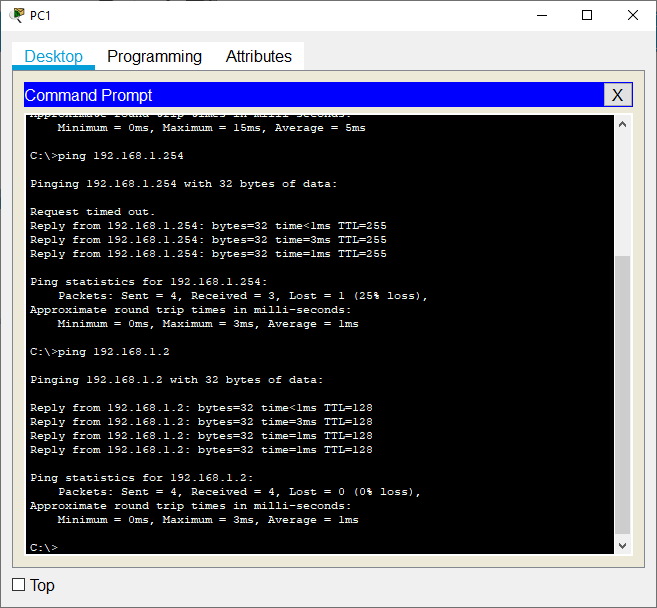 PC1
Desktop Programming Attributes
Command Prompt X
Approximate round trip times in milli-seconds:
Minimum = 0ms, Maximum = 15ms, Average = 5ms
C:\>ping 192.168.1.254
Pinging 192.168.1.254 with 32 bytes of data:
Request timed out.
Reply from 192.168.1.254: bytes=32 time<1ms TTL=255
Reply from 192.168.1.254: bytes=32 time=3ms TTL=255
Reply from 192.168.1.254: bytes=32 time=1ms TTL=255
Ping statistics for 192.168.1.254:
Packets: Sent = 4, Received = 3, Lost = 1 (25% loss),
Approximate round trip times in milli-seconds:
Minimum = 0ms, Maximum = 3ms, Average = 1ms
C:\>ping 192.168.1.2
Pinging 192.168.1.2 with 32 bytes of data:
Reply from 192.168.1.2: bytes=32 time<1ms TTL=128
Reply from 192.168.1.2: bytes=32 time=3ms TTL=128
Reply from 192.168.1.2: bytes=32 time=1ms TTL=128
Reply from 192.168.1.2: bytes=32 time=1ms TTL=128
Ping statistics for 192.168.1.2:
Packets: Sent = 4, Received = 4, Lost = 0 (0% loss),
Approximate round trip times in milli-seconds:
Minimum = 0ms, Maximum = 3ms, Average = 1ms
C:\>
Top